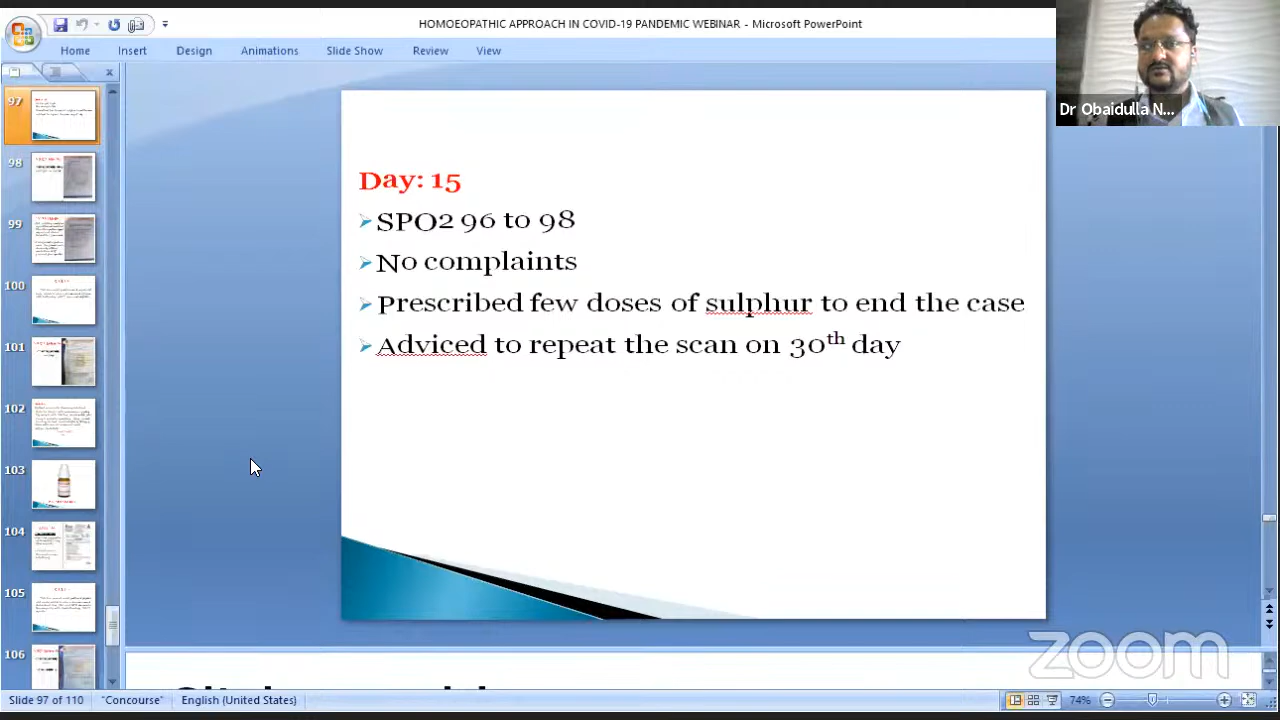 HOMOEOPATHIC APPROACH IN COVID-19 PANDEMIC WEBINAR - Microsoft PowerPoint
Home Insert Design Animations Slide Show Review View
Dr Obaidulla N...
97
98
99
100
101
102
103
104
105
106
Day: 15
SPO2 96 to 98
No complaints
Prescribed few doses of sulphur to end the case
Adviced to repeat the scan on 30th day
zoom
Slide 97 of 110 "Concourse" English (United States) 74%